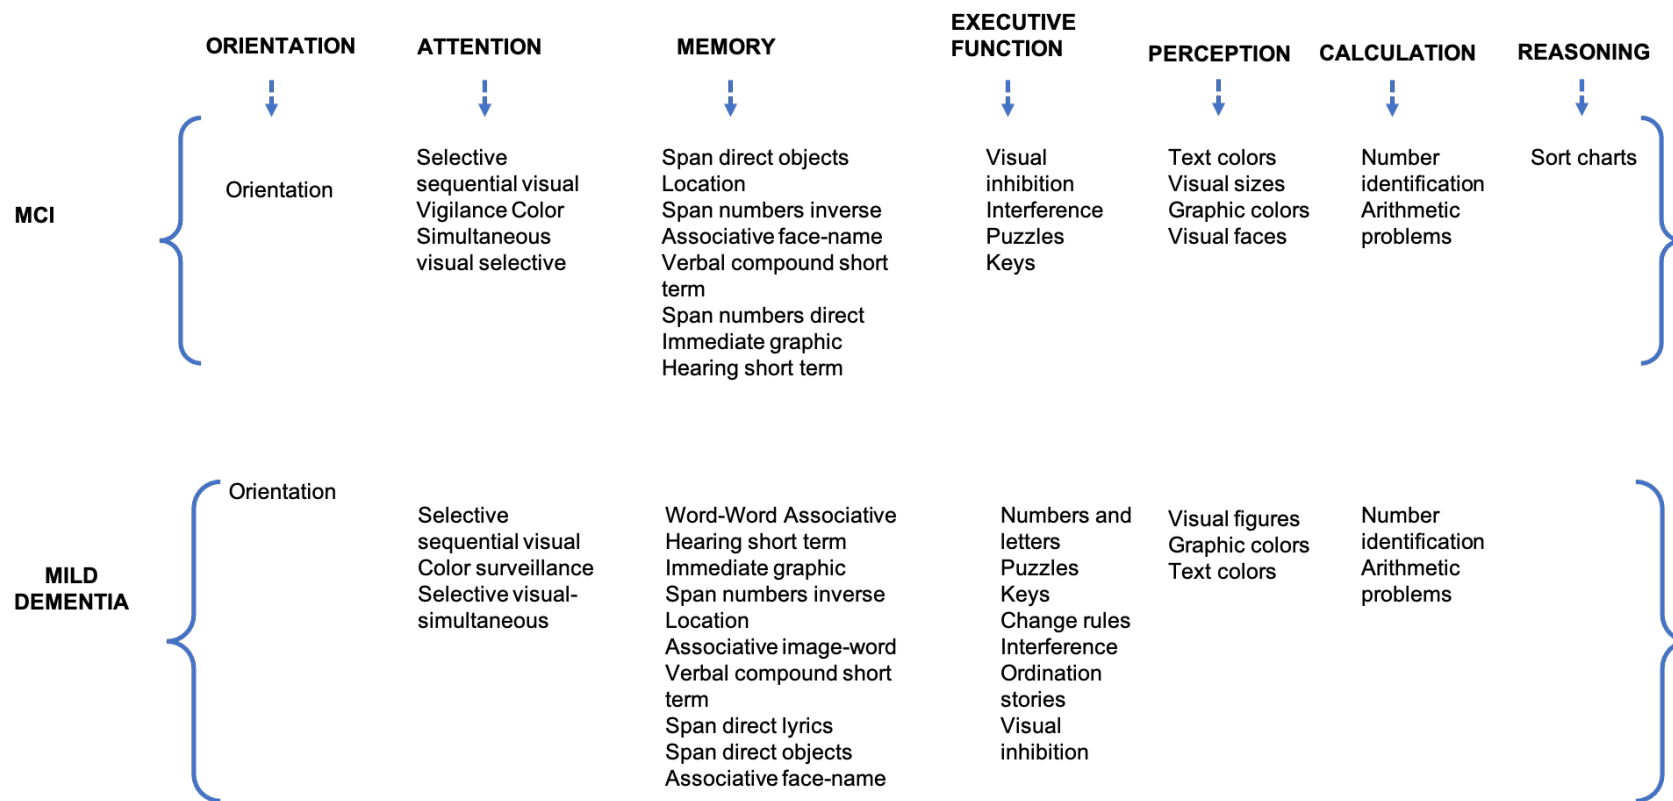 ORIENTATION
ATTENTION
MEMORY
EXECUTIVE
FUNCTION
PERCEPTION
CALCULATION
REASONING
MCI
Orientation
Selective
sequential visual
Vigilance Color
Simultaneous
visual selective
Span direct objects
Location
Span numbers inverse
Associative face-name
Verbal compound short
term
Span numbers direct
Immediate graphic
Hearing short term
Visual
inhibition
Interference
Puzzles
Keys
Text colors
Visual sizes
Graphic colors
Visual faces
Number
identification
Arithmetic
problems
Sort charts
MILD
DEMENTIA
Orientation
Selective
sequential visual
Color surveillance
Selective visual-
simultaneous
Word-Word Associative
Hearing short term
Immediate graphic
Span numbers inverse
Location
Associative image-word
Verbal compound short
term
Span direct lyrics
Span direct objects
Associative face-name
Numbers and
letters
Puzzles
Keys
Change rules
Interference
Ordination
stories
Visual
inhibition
Visual figures
Graphic colors
Text colors
Number
identification
Arithmetic
problems